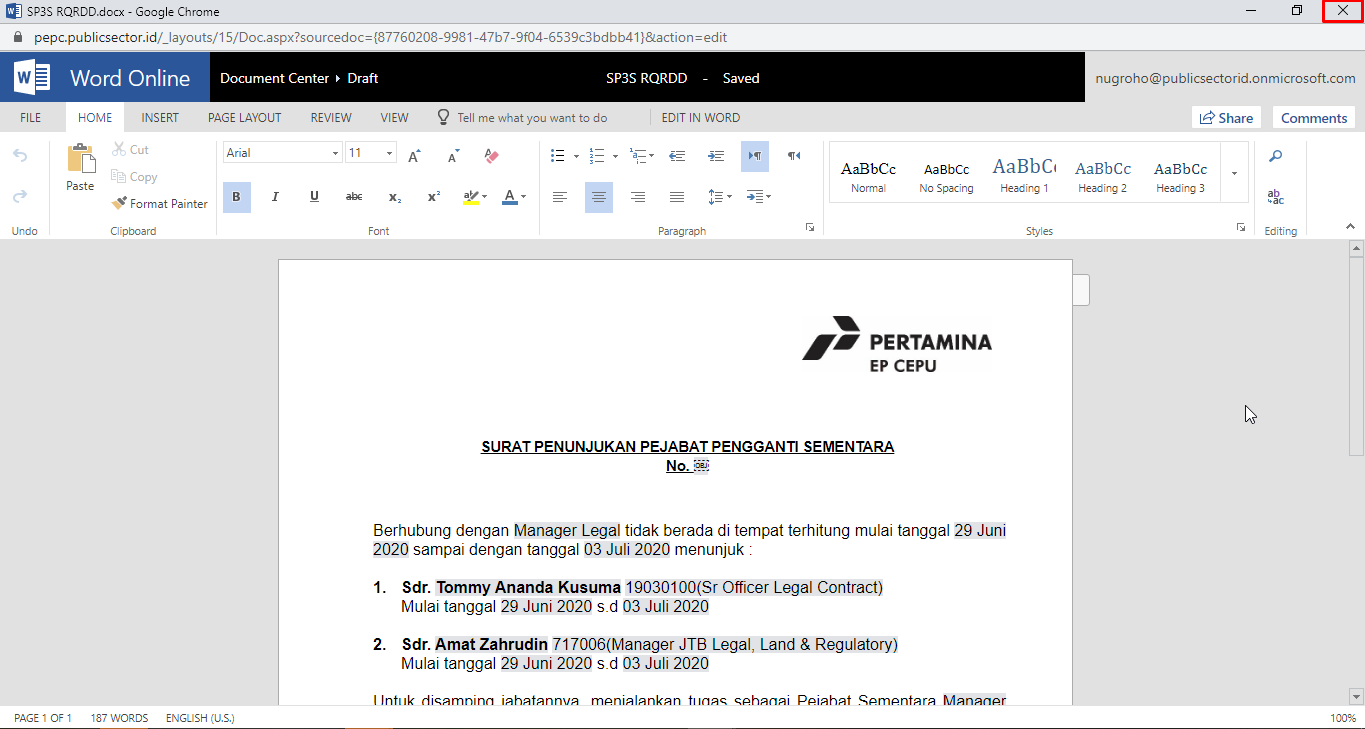 SP3S RQRDD.docx - Google Chrome
pepc.publicsector.id/_layouts/15/Doc.aspx?sourcedoc={87760208-9981-47b7-9f04-6539c3bdbb41}&action=edit
Word Online
Document Center ▸ Draft
SP3S RQRDD - Saved
nugroho@publicsectorid.onmicrosoft.com
FILE HOME INSERT PAGE LAYOUT REVIEW VIEW Tell me what you want to do EDIT IN WORD
Share Comments
Paste
Cut
Copy
Format Painter
Arial 11
B I U abc x₂ x² A
AaBbCc AaBbCc AaBbCc AaBbCc AaBbCc
Normal No Spacing Heading 1 Heading 2 Heading 3
Undo Clipboard Font Paragraph Styles Editing
PERTAMINA
EP CEPU
SURAT PENUNJUKAN PEJABAT PENGGANTI SEMENTARA
No. OBJ
Berhubung dengan Manager Legal tidak berada di tempat terhitung mulai tanggal 29 Juni
2020 sampai dengan tanggal 03 Juli 2020 menunjuk :
1. Sdr. Tommy Ananda Kusuma 19030100(Sr Officer Legal Contract)
Mulai tanggal 29 Juni 2020 s.d 03 Juli 2020
2. Sdr. Amat Zahrudin 717006(Manager JTB Legal, Land & Regulatory)
Mulai tanggal 29 Juni 2020 s.d 03 Juli 2020
Untuk disamping jabatannya, menjalankan tugas sebagai Pejabat Sementara Manager
PAGE 1 OF 1 187 WORDS ENGLISH (U.S.)
100%